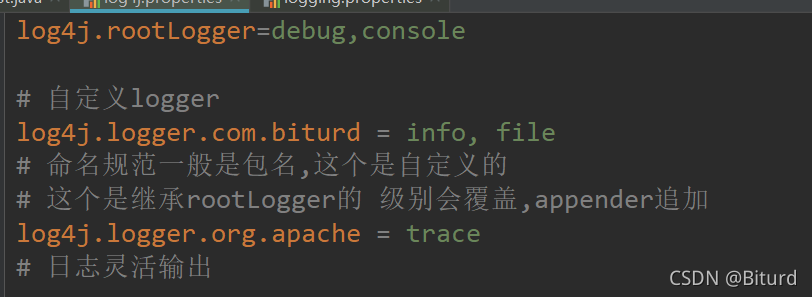 log4j.properties
logging.properties
log4j.rootLogger=debug,console
# 自定义logger
log4j.logger.com.biturd = info, file
# 命名规范一般是包名,这个是自定义的
# 这个是继承rootLogger的 级别会覆盖,appender追加
log4j.logger.org.apache = trace
# 日志灵活输出
CSDN @Biturd